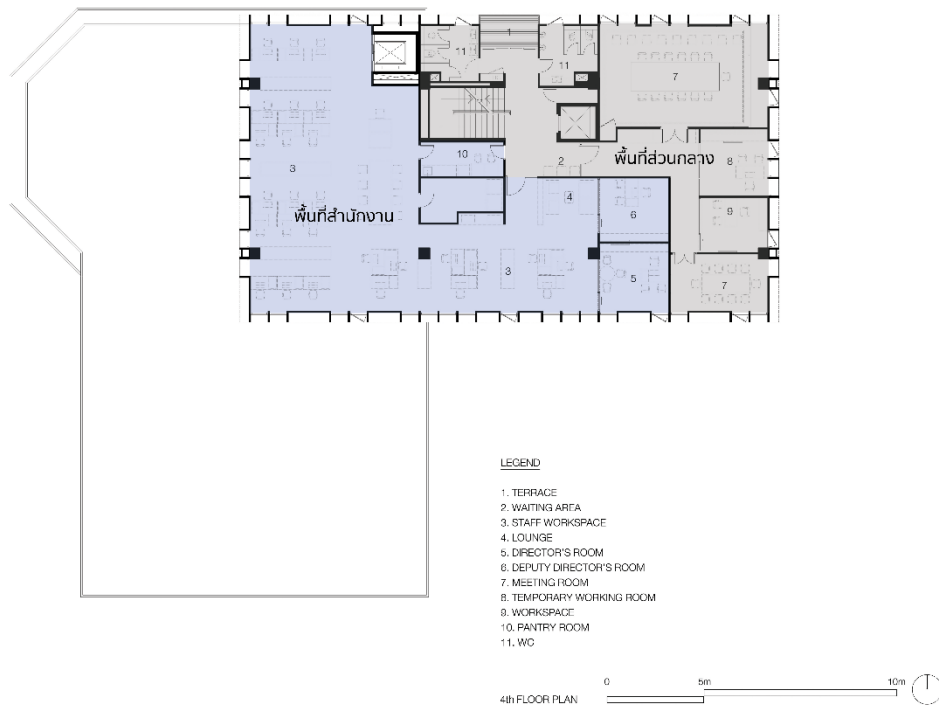 1
11
11
7
10
2
พื้นที่ส่วนกลาง
8
3
พื้นที่สำนักงาน
4
6
9
3
5
7
LEGEND
1. TERRACE
2. WAITING AREA
3. STAFF WORKSPACE
4. LOUNGE
5. DIRECTOR'S ROOM
6. DEPUTY DIRECTOR'S ROOM
7. MEETING ROOM
8. TEMPORARY WORKING ROOM
9. WORKSPACE
10. PANTRY ROOM
11. WC
0 5m 10m
4th FLOOR PLAN